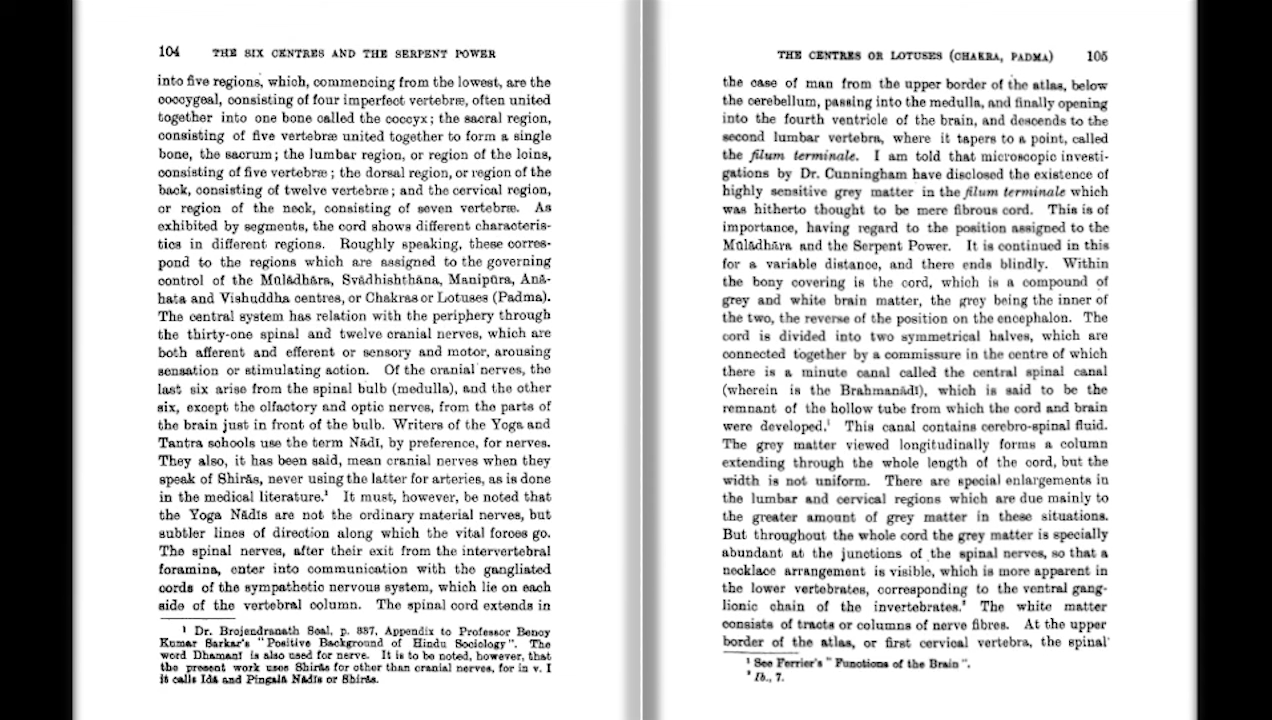 104 THE SIX CENTRES AND THE SERPENT POWER
into five regions, which, commencing from the lowest, are the
coccygeal, consisting of four imperfect vertebræ, often united
together into one bone called the coccyx; the sacral region,
consisting of five vertebræ united together to form a single
bone, the sacrum; the lumbar region, or region of the loins,
consisting of five vertebræ; the dorsal region, or region of the
back, consisting of twelve vertebræ; and the cervical region,
or region of the neck, consisting of seven vertebræ. As
exhibited by segments, the cord shows different characteris-
tics in different regions. Roughly speaking, these corres-
pond to the regions which are assigned to the governing
control of the Mūlādhāra, Svādhishthāna, Manipūra, Anā-
hata and Vishuddha centres, or Chakras or Lotuses (Padma).
The central system has relation with the periphery through
the thirty-one spinal and twelve cranial nerves, which are
both afferent and efferent or sensory and motor, arousing
sensation or stimulating action. Of the cranial nerves, the
last six arise from the spinal bulb (medulla), and the other
six, except the olfactory and optic nerves, from the parts of
the brain just in front of the bulb. Writers of the Yoga and
Tantra schools use the term Nādī, by preference, for nerves.
They also, it has been said, mean cranial nerves when they
speak of Shirās, never using the latter for arteries, as is done
in the medical literature.¹ It must, however, be noted that
the Yoga Nādīs are not the ordinary material nerves, but
subtler lines of direction along which the vital forces go.
The spinal nerves, after their exit from the intervertebral
foramina, enter into communication with the gangliated
cords of the sympathetic nervous system, which lie on each
side of the vertebral column. The spinal cord extends in
¹ Dr. Brojendranath Seal, p. 337, Appendix to Professor Benoy
Kumar Sarkar's "Positive Background of Hindu Sociology". The
word Dhamanī is also used for nerve. It is to be noted, however, that
the present work uses Shirās for other than cranial nerves, for in v. 1
it calls Idā and Pingalā Nādīs or Shirās.
THE CENTRES OR LOTUSES (CHAKRA, PADMA) 105
the case of man from the upper border of the atlas, below
the cerebellum, passing into the medulla, and finally opening
into the fourth ventricle of the brain, and descends to the
second lumbar vertebra, where it tapers to a point, called
the filum terminale. I am told that microscopic investi-
gations by Dr. Cunningham have disclosed the existence of
highly sensitive grey matter in the filum terminale which
was hitherto thought to be mere fibrous cord. This is of
importance, having regard to the position assigned to the
Mūlādhāra and the Serpent Power. It is continued in this
for a variable distance, and there ends blindly. Within
the bony covering is the cord, which is a compound of
grey and white brain matter, the grey being the inner of
the two, the reverse of the position on the encephalon. The
cord is divided into two symmetrical halves, which are
connected together by a commissure in the centre of which
there is a minute canal called the central spinal canal
(wherein is the Brahmanādī), which is said to be the
remnant of the hollow tube from which the cord and brain
were developed.¹ This canal contains cerebro-spinal fluid.
The grey matter viewed longitudinally forms a column
extending through the whole length of the cord, but the
width is not uniform. There are special enlargements in
the lumbar and cervical regions which are due mainly to
the greater amount of grey matter in these situations.
But throughout the whole cord the grey matter is specially
abundant at the junctions of the spinal nerves, so that a
necklace arrangement is visible, which is more apparent in
the lower vertebrates, corresponding to the ventral gang-
lionic chain of the invertebrates.² The white matter
consists of tracts or columns of nerve fibres. At the upper
border of the atlas, or first cervical vertebra, the spinal
¹ See Ferrier's "Functions of the Brain".
² Ib., 7.